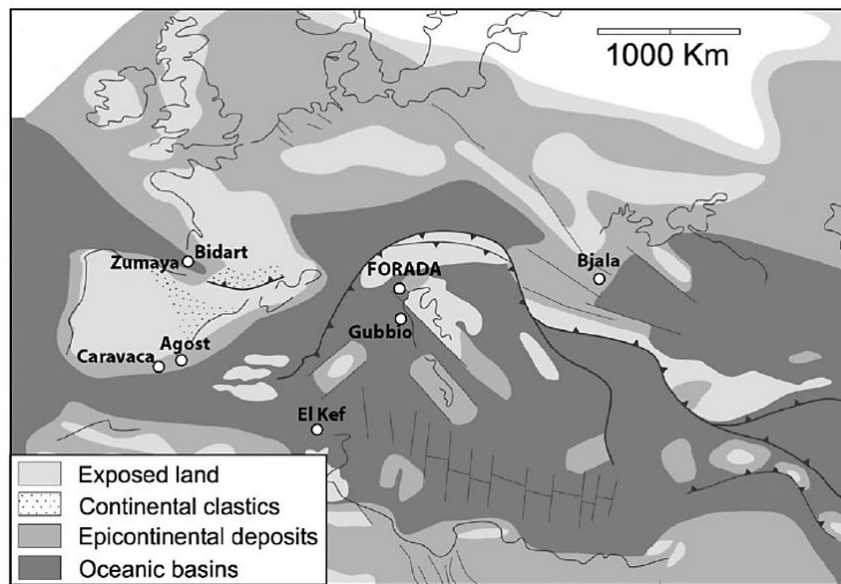 1000 Km
Bidart
Zumaya
FORADA
Bjala
Gubbio
Agost
Caravaca
El Kef
Exposed land
Continental clastics
Epicontinental deposits
Oceanic basins